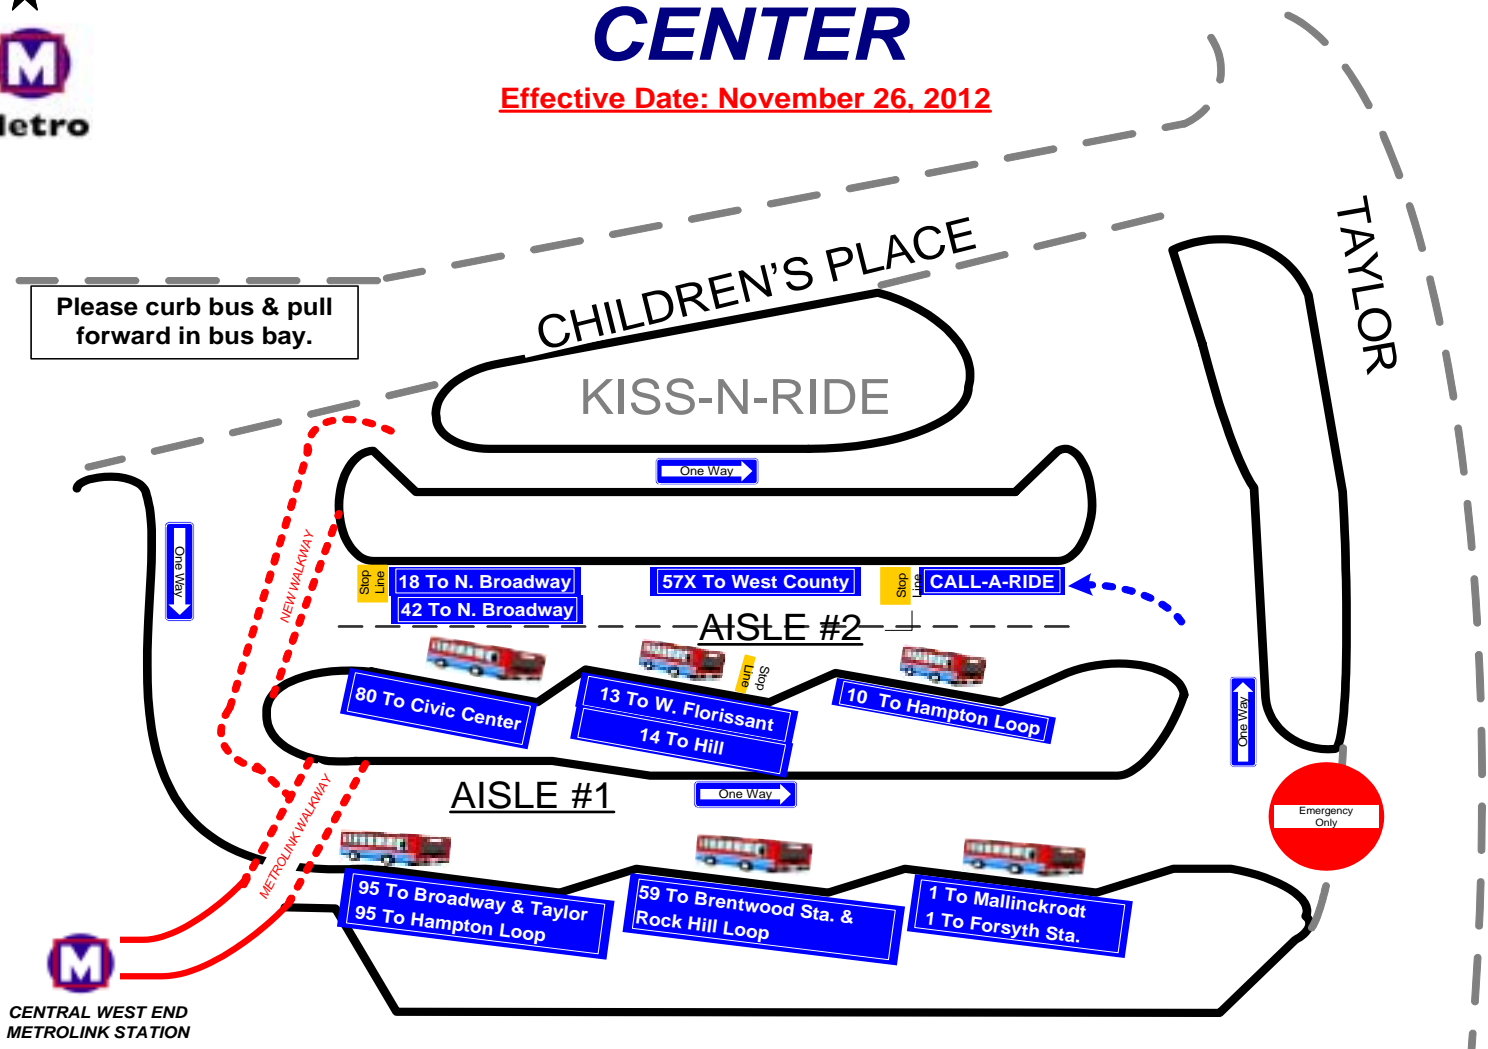 CENTER
Effective Date: November 26, 2012
M
Metro
Please curb bus & pull
forward in bus bay.
CHILDREN'S PLACE
TAYLOR
KISS-N-RIDE
One Way
One Way
NEW WALKWAY
Stop
Line
18 To N. Broadway
42 To N. Broadway
57X To West County
Stop
Line
CALL-A-RIDE
AISLE #2
80 To Civic Center
13 To W. Florissant
14 To Hill
Stop
Line
10 To Hampton Loop
One Way
AISLE #1
One Way
METROLINK WALKWAY
Emergency
Only
95 To Broadway & Taylor
95 To Hampton Loop
59 To Brentwood Sta. &
Rock Hill Loop
1 To Mallinckrodt
1 To Forsyth Sta.
M
CENTRAL WEST END
METROLINK STATION